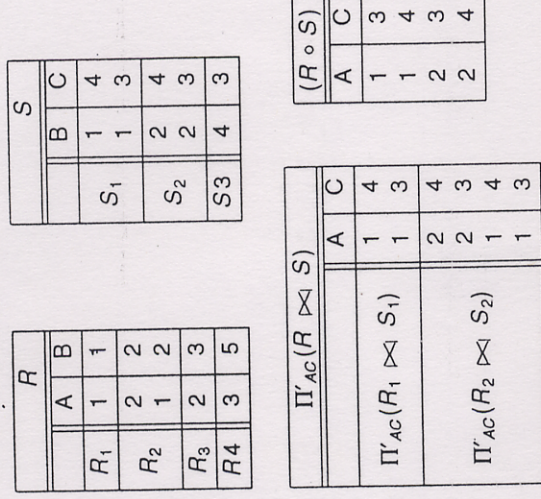 R
A B
R₁ 1 1
R₂ 2 2
1 2
R₃ 2 3
R4 3 5
S
B C
S₁ 1 4
1 3
S₂ 2 4
2 3
S3 4 3
Π′AC(R ⋈ S)
A C
Π′AC(R₁ ⋈ S₁) 1 4
1 3
Π′AC(R₂ ⋈ S₂) 2 4
2 3
1 4
1 3
(R ∘ S)
A C
1 3
1 4
2 3
2 4